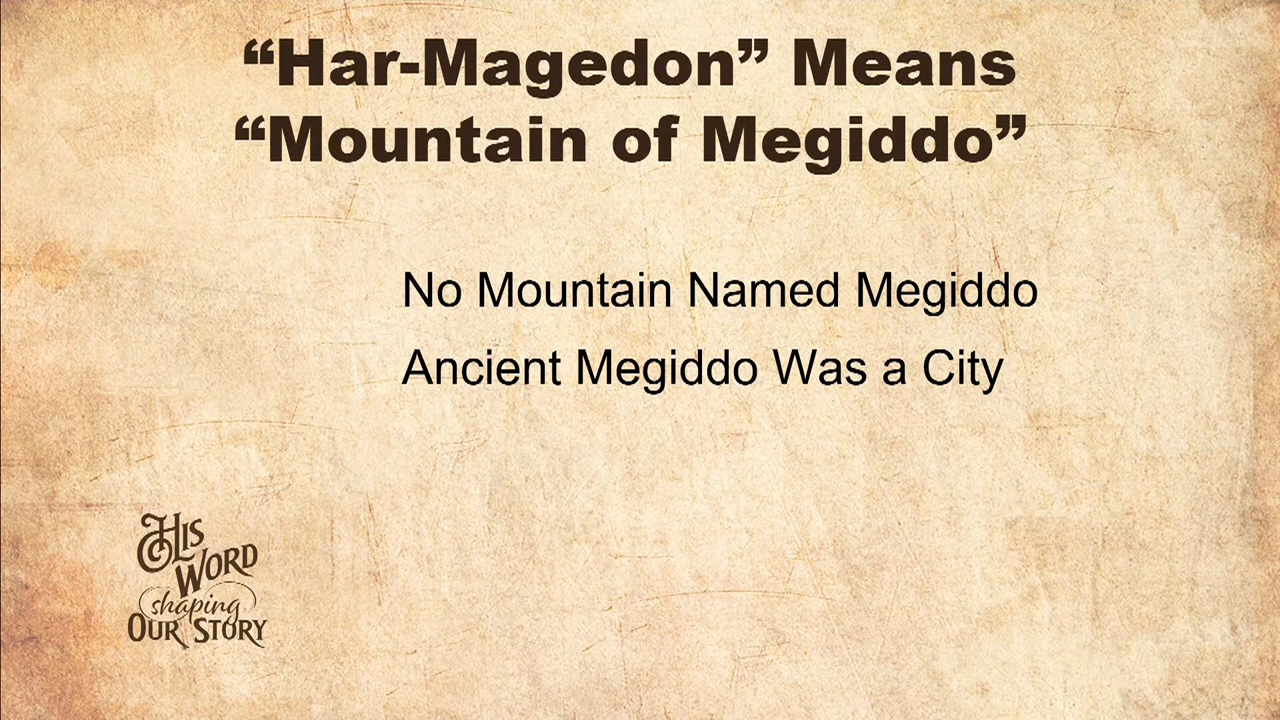 “Har-Magedon” Means
“Mountain of Megiddo”
No Mountain Named Megiddo
Ancient Megiddo Was a City
His
Word
shaping
Our Story